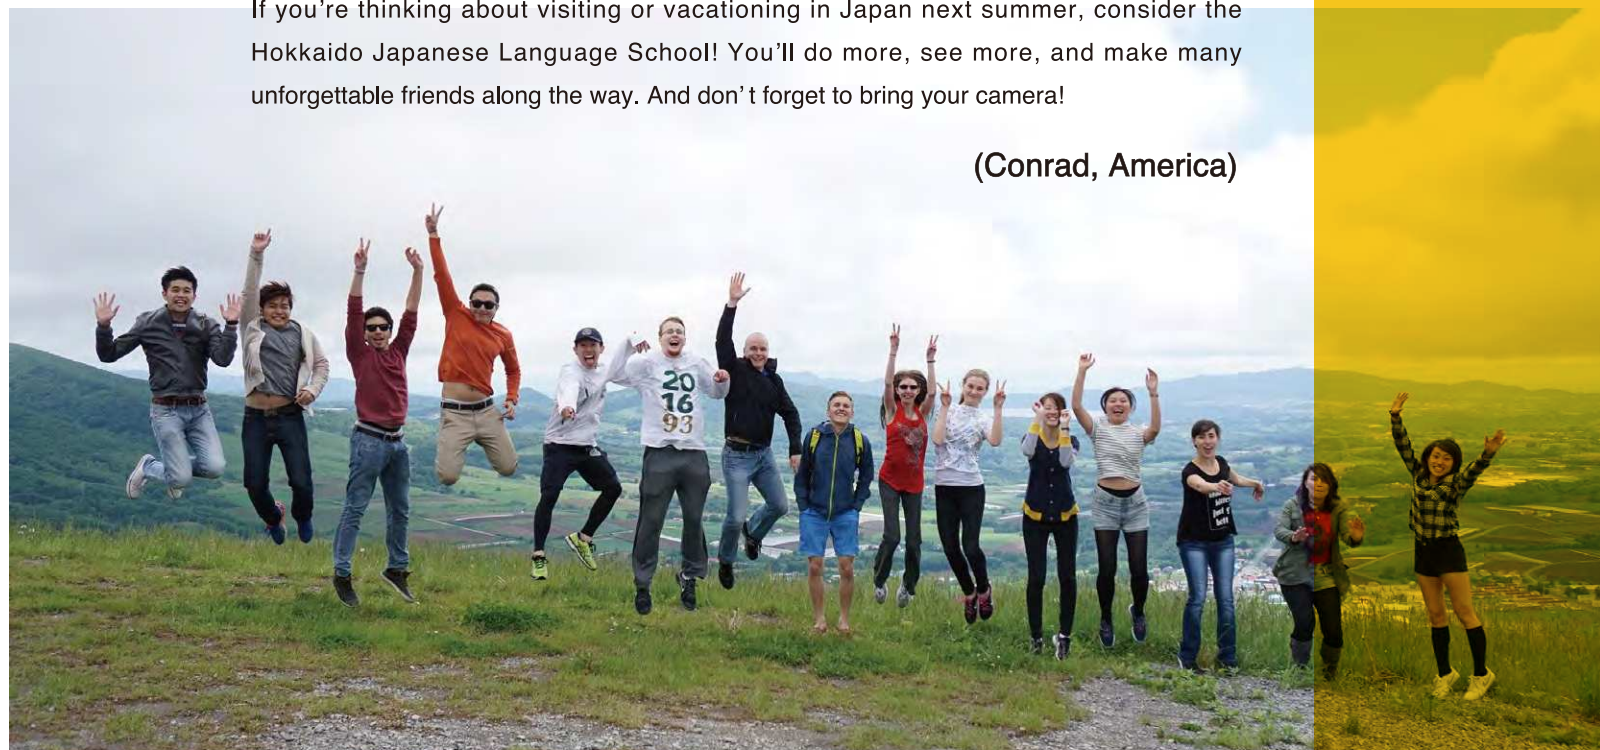 If you're thinking about visiting or vacationing in Japan next summer, consider the
Hokkaido Japanese Language School! You'll do more, see more, and make many
unforgettable friends along the way. And don't forget to bring your camera!
(Conrad, America)
20
16
93